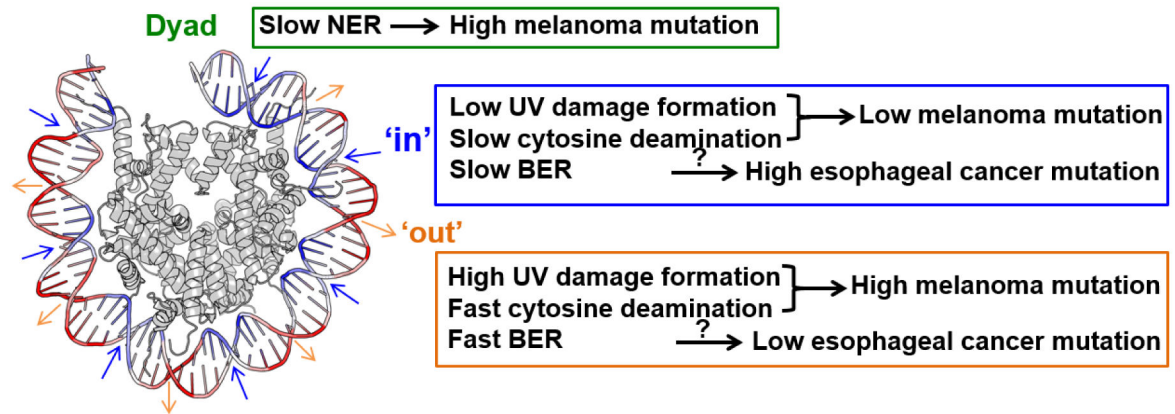 Dyad
Slow NER → High melanoma mutation
'in'
Low UV damage formation
Slow cytosine deamination
→ Low melanoma mutation
Slow BER ? → High esophageal cancer mutation
'out'
High UV damage formation
Fast cytosine deamination
→ High melanoma mutation
Fast BER ? → Low esophageal cancer mutation